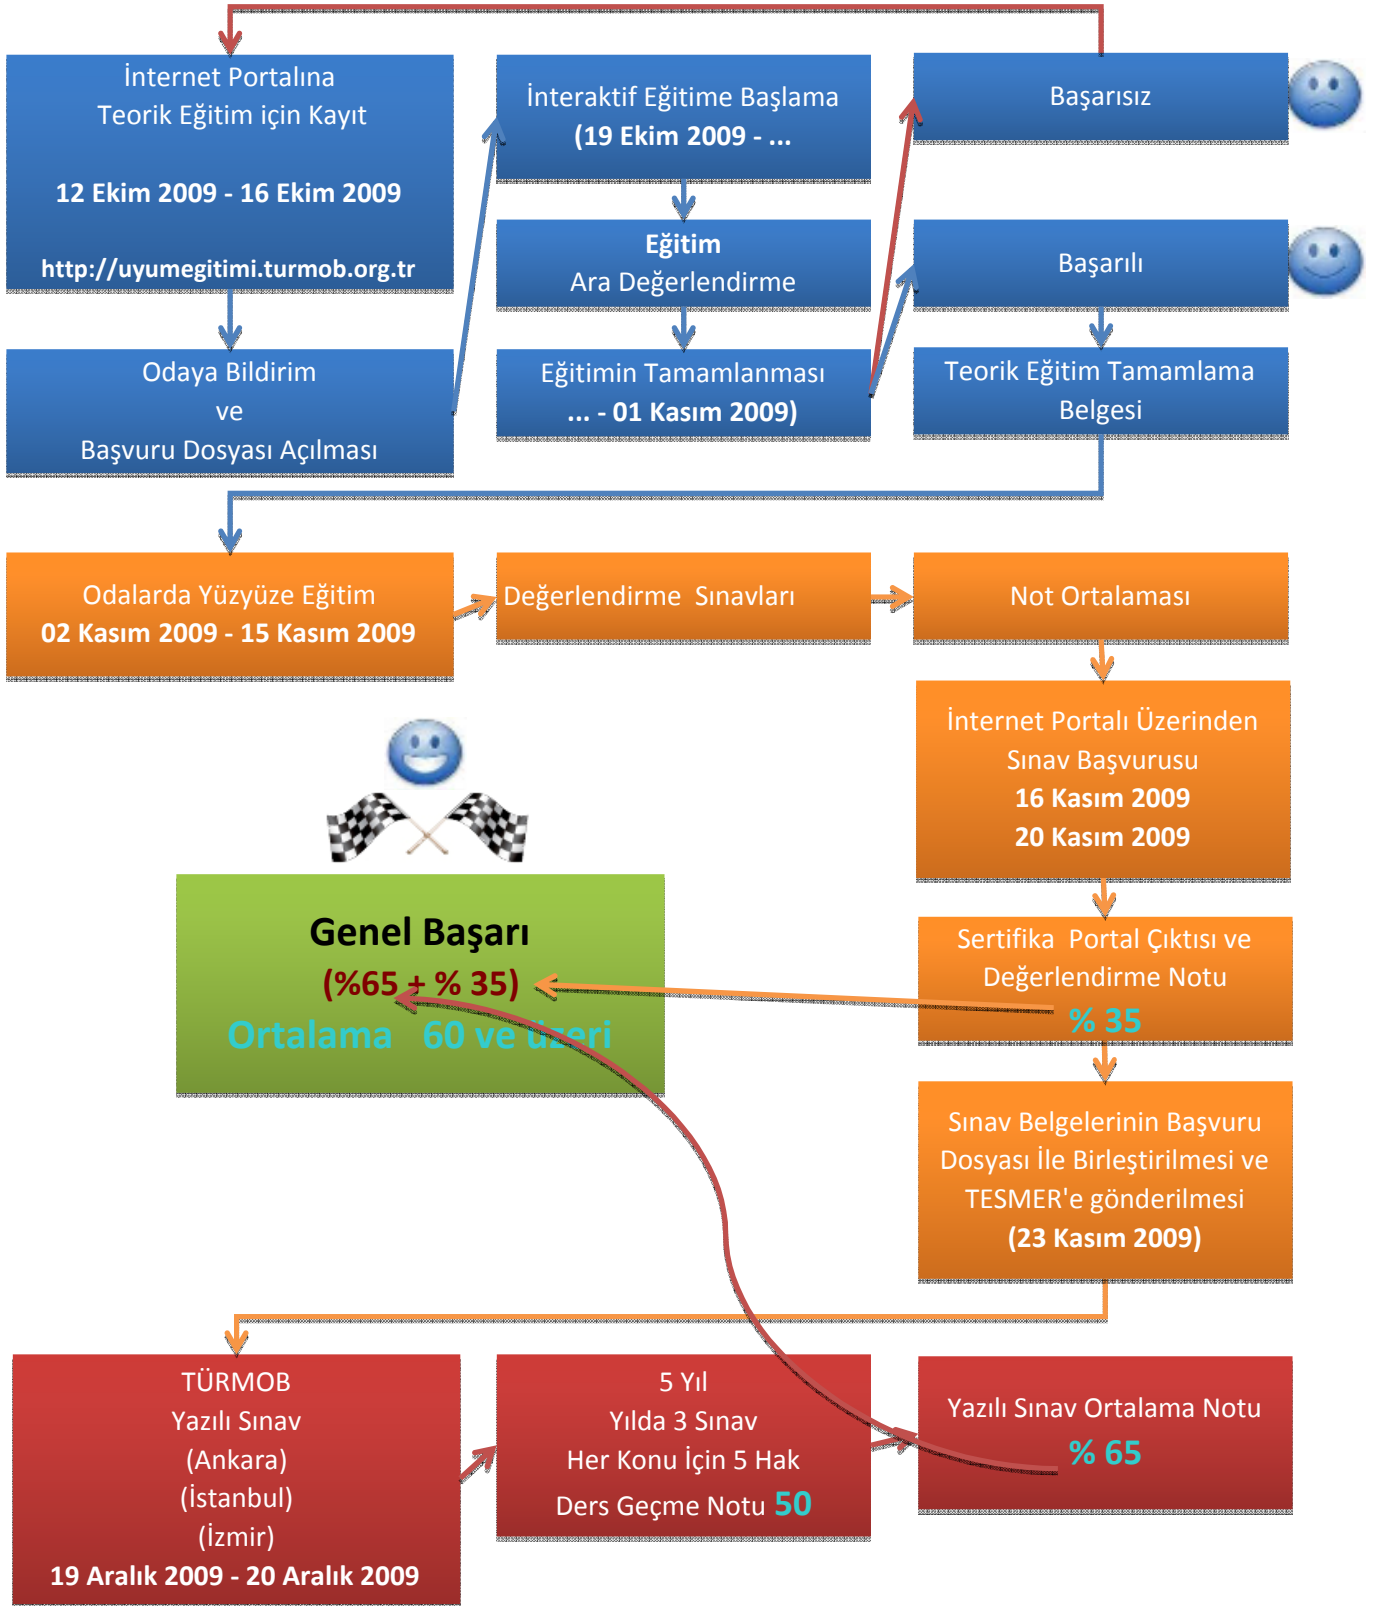 İnternet Portalına
Teorik Eğitim için Kayıt
12 Ekim 2009 - 16 Ekim 2009
http://uyumegitimi.turmob.org.tr
Odaya Bildirim
ve
Başvuru Dosyası Açılması
İnteraktif Eğitime Başlama
(19 Ekim 2009 - ...
Eğitim
Ara Değerlendirme
Eğitimin Tamamlanması
... - 01 Kasım 2009)
Başarısız
Başarılı
Teorik Eğitim Tamamlama
Belgesi
Odalarda Yüzyüze Eğitim
02 Kasım 2009 - 15 Kasım 2009
Değerlendirme  Sınavları
Not Ortalaması
İnternet Portalı Üzerinden
Sınav Başvurusu
16 Kasım 2009
20 Kasım 2009
Sertifika  Portal Çıktısı ve
Değerlendirme Notu
% 35
Genel Başarı
(%65 + % 35)
Ortalama   60 ve üzeri
Sınav Belgelerinin Başvuru
Dosyası İle Birleştirilmesi ve
TESMER'e gönderilmesi
(23 Kasım 2009)
TÜRMOB
Yazılı Sınav
(Ankara)
(İstanbul)
(İzmir)
19 Aralık 2009 - 20 Aralık 2009
5 Yıl
Yılda 3 Sınav
Her Konu İçin 5 Hak
Ders Geçme Notu 50
Yazılı Sınav Ortalama Notu
% 65